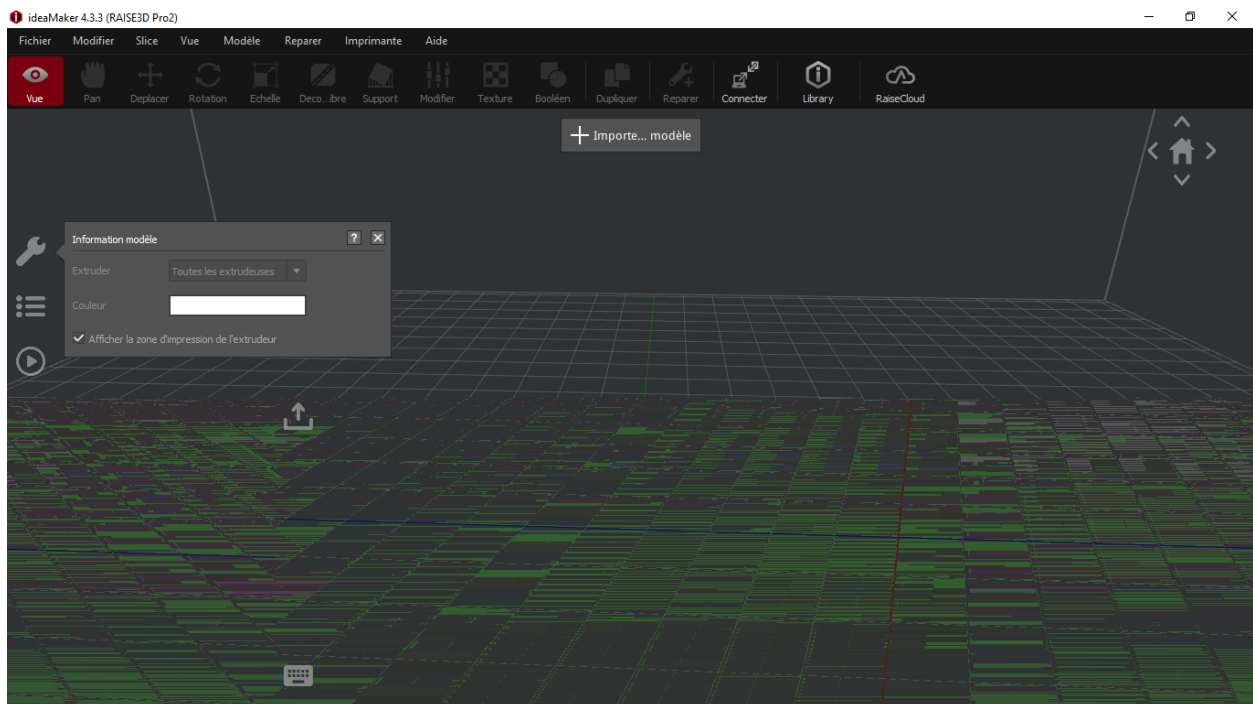 ideaMaker 4.3.3 (RAISE3D Pro2)
Fichier Modifier Slice Vue Modèle Reparer Imprimante Aide
Vue Pan Deplacer Rotation Echelle Deco...ibre Support Modifier Texture Booléen Dupliquer Reparer Connecter Library RaiseCloud
Importe... modèle
Information modèle ?
Extruder Toutes les extrudeuses
Couleur
Afficher la zone d'impression de l'extrudeur